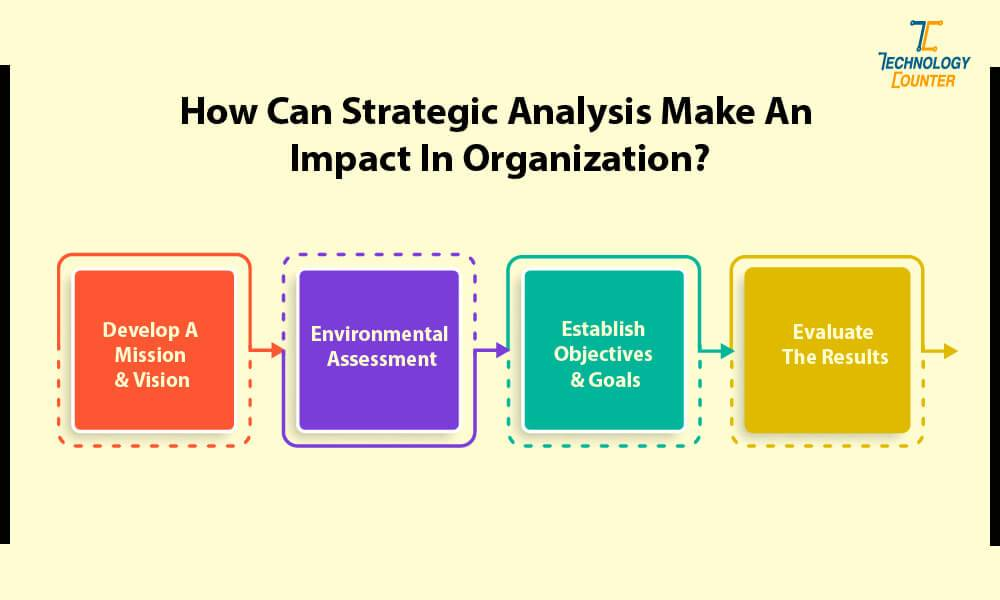 TC
TECHNOLOGY
COUNTER
How Can Strategic Analysis Make An
Impact In Organization?
Develop A
Mission
& Vision
Environmental
Assessment
Establish
Objectives
& Goals
Evaluate
The Results